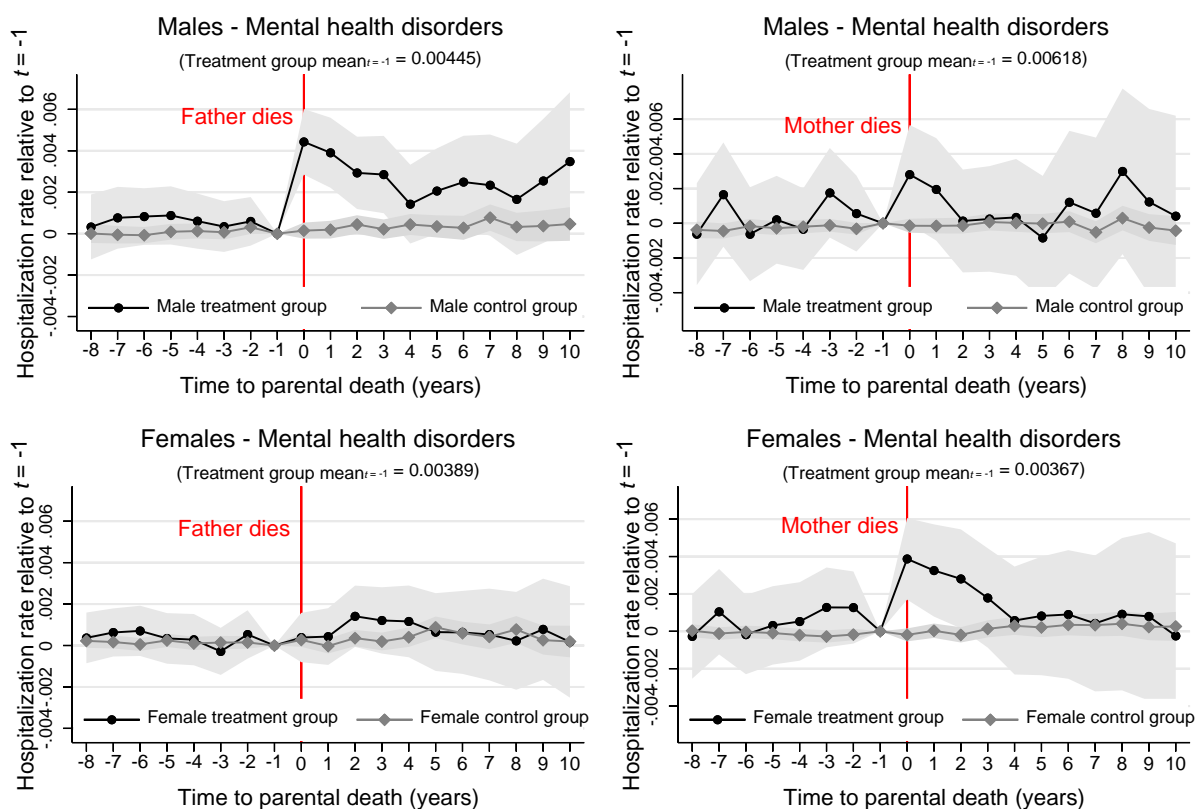 Males - Mental health disorders
(Treatment group mean t = -1 = 0.00445)
Hospitalization rate relative to t = -1
.006
.004
.002
0
-.002
-.004
Father dies
Male treatment group
Male control group
-8 -7 -6 -5 -4 -3 -2 -1 0 1 2 3 4 5 6 7 8 9 10
Time to parental death (years)
Males - Mental health disorders
(Treatment group mean t = -1 = 0.00618)
Hospitalization rate relative to t = -1
.006
.004
.002
0
-.002
-.004
Mother dies
Male treatment group
Male control group
-8 -7 -6 -5 -4 -3 -2 -1 0 1 2 3 4 5 6 7 8 9 10
Time to parental death (years)
Females - Mental health disorders
(Treatment group mean t = -1 = 0.00389)
Hospitalization rate relative to t = -1
.006
.004
.002
0
-.002
-.004
Father dies
Female treatment group
Female control group
-8 -7 -6 -5 -4 -3 -2 -1 0 1 2 3 4 5 6 7 8 9 10
Time to parental death (years)
Females - Mental health disorders
(Treatment group mean t = -1 = 0.00367)
Hospitalization rate relative to t = -1
.006
.004
.002
0
-.002
-.004
Mother dies
Female treatment group
Female control group
-8 -7 -6 -5 -4 -3 -2 -1 0 1 2 3 4 5 6 7 8 9 10
Time to parental death (years)